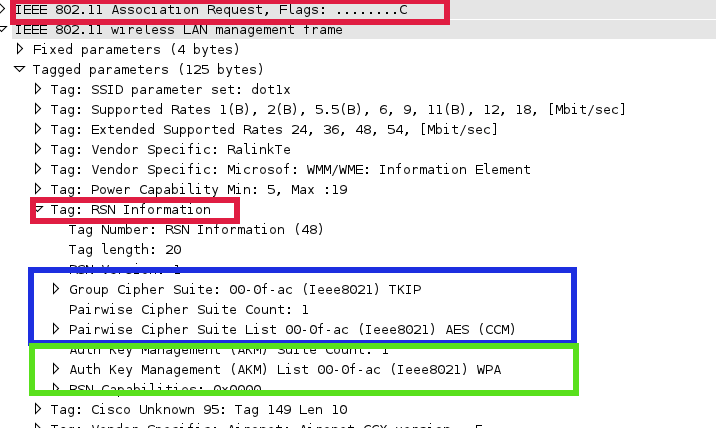 IEEE 802.11 Association Request, Flags: ........C
IEEE 802.11 wireless LAN management frame
Fixed parameters (4 bytes)
Tagged parameters (125 bytes)
Tag: SSID parameter set: dot1x
Tag: Supported Rates 1(B), 2(B), 5.5(B), 6, 9, 11(B), 12, 18, [Mbit/sec]
Tag: Extended Supported Rates 24, 36, 48, 54, [Mbit/sec]
Tag: Vendor Specific: RalinkTe
Tag: Vendor Specific: Microsof: WMM/WME: Information Element
Tag: Power Capability Min: 5, Max :19
Tag: RSN Information
Tag Number: RSN Information (48)
Tag length: 20
RSN Version: 1
Group Cipher Suite: 00-0f-ac (Ieee8021) TKIP
Pairwise Cipher Suite Count: 1
Pairwise Cipher Suite List 00-0f-ac (Ieee8021) AES (CCM)
Auth Key Management (AKM) Suite Count: 1
Auth Key Management (AKM) List 00-0f-ac (Ieee8021) WPA
RSN Capabilities: 0x0000
Tag: Cisco Unknown 95: Tag 149 Len 10
Tag: Vendor Specific: Aironet: Aironet CCX version = 5